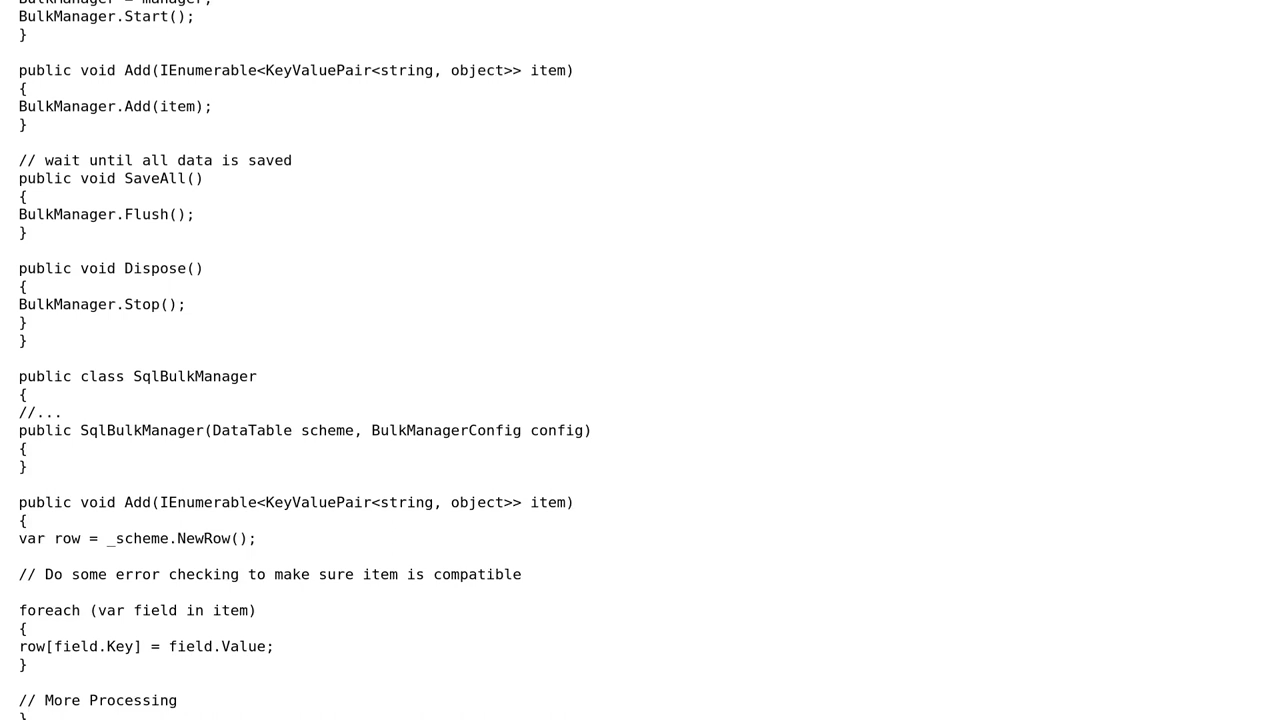 BulkManager = manager;
BulkManager.Start();
}
public void Add(IEnumerable<KeyValuePair<string, object>> item)
{
BulkManager.Add(item);
}
// wait until all data is saved
public void SaveAll()
{
BulkManager.Flush();
}
public void Dispose()
{
BulkManager.Stop();
}
}
public class SqlBulkManager
{
//...
public SqlBulkManager(DataTable scheme, BulkManagerConfig config)
{
}
public void Add(IEnumerable<KeyValuePair<string, object>> item)
{
var row = _scheme.NewRow();
// Do some error checking to make sure item is compatible
foreach (var field in item)
{
row[field.Key] = field.Value;
}
// More Processing
}